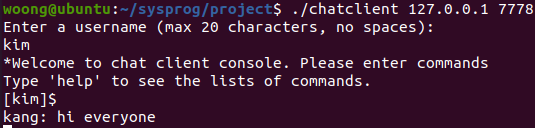 woong@ubuntu:~/sysprog/project$ ./chatclient 127.0.0.1 7778
Enter a username (max 20 characters, no spaces):
kim
*Welcome to chat client console. Please enter commands
Type 'help' to see the lists of commands.
[kim]$
kang: hi everyone